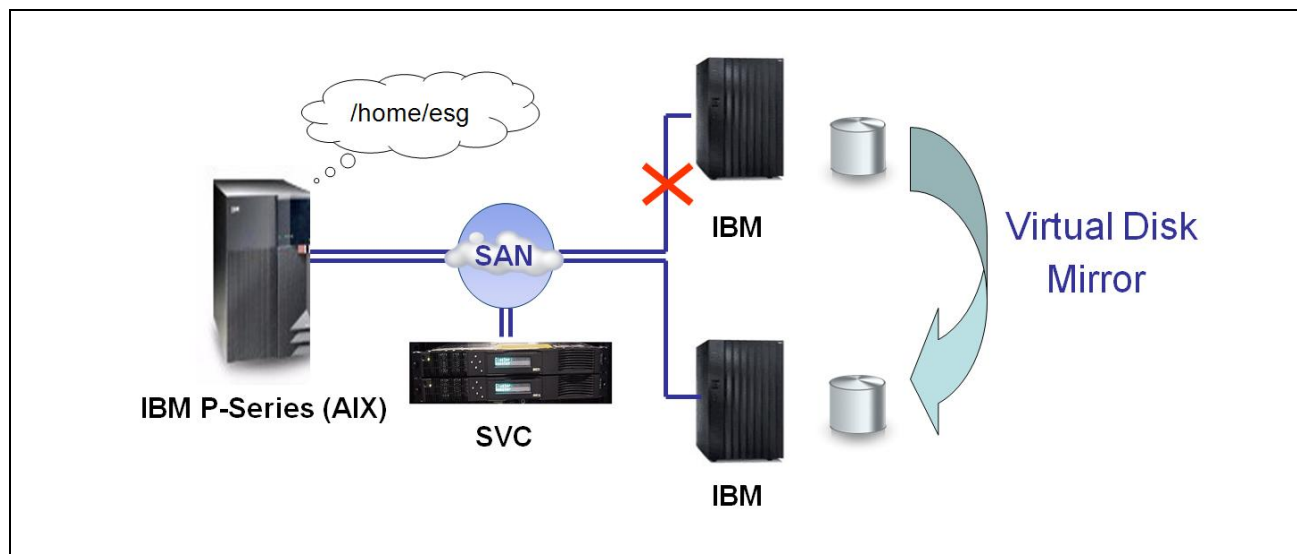 /home/esg
SAN
IBM
Virtual Disk
Mirror
IBM P-Series (AIX)
SVC
IBM